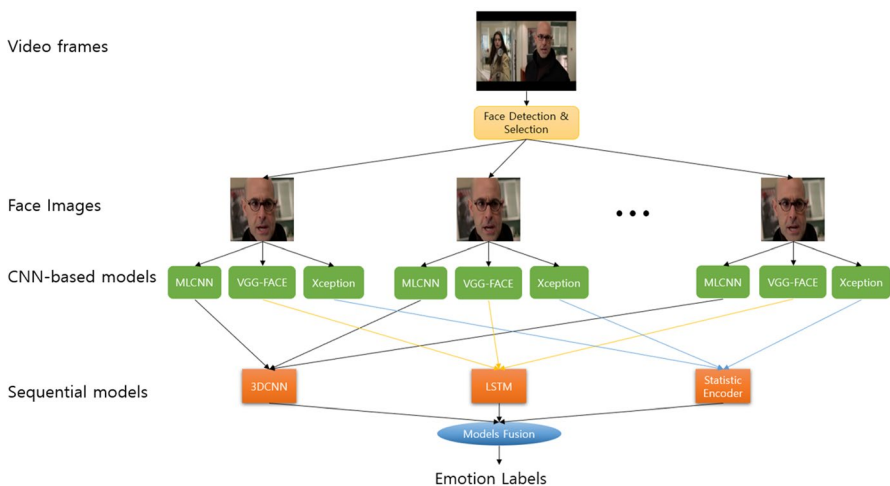 Video frames
Face Detection &
Selection
Face Images
...
CNN-based models
MLCNN
VGG-FACE
Xception
MLCNN
VGG-FACE
Xception
MLCNN
VGG-FACE
Xception
Sequential models
3DCNN
LSTM
Statistic
Encoder
Models Fusion
Emotion Labels